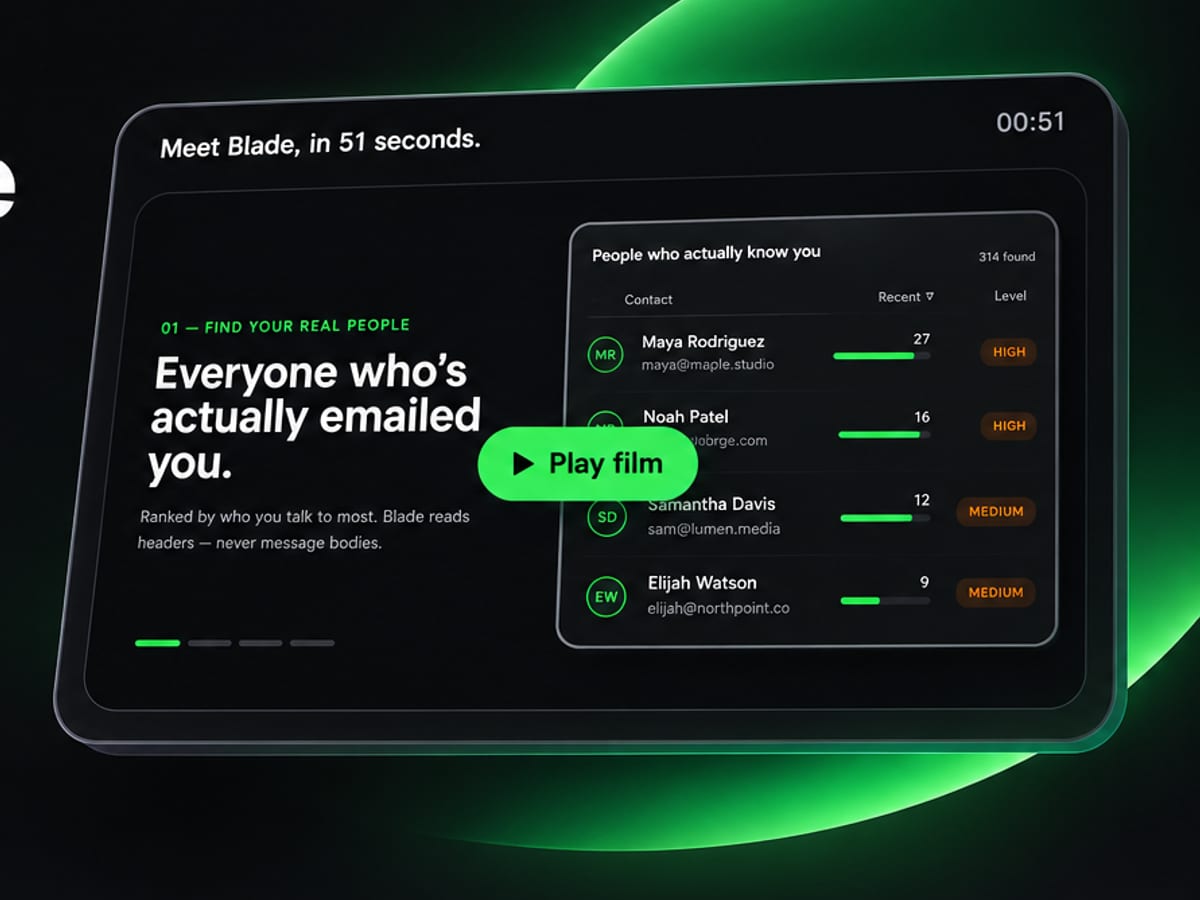 e
Meet Blade, in 51 seconds.
00:51
01 — FIND YOUR REAL PEOPLE
Everyone who’s
actually emailed
you.
Ranked by who you talk to most. Blade reads
headers — never message bodies.
People who actually know you
314 found
Contact
Recent
Level
MR
Maya Rodriguez
maya@maple.studio
27
HIGH
Noah Patel
16
HIGH
Play film
SD
Samantha Davis
sam@lumen.media
12
MEDIUM
EW
Elijah Watson
elijah@northpoint.co
9
MEDIUM